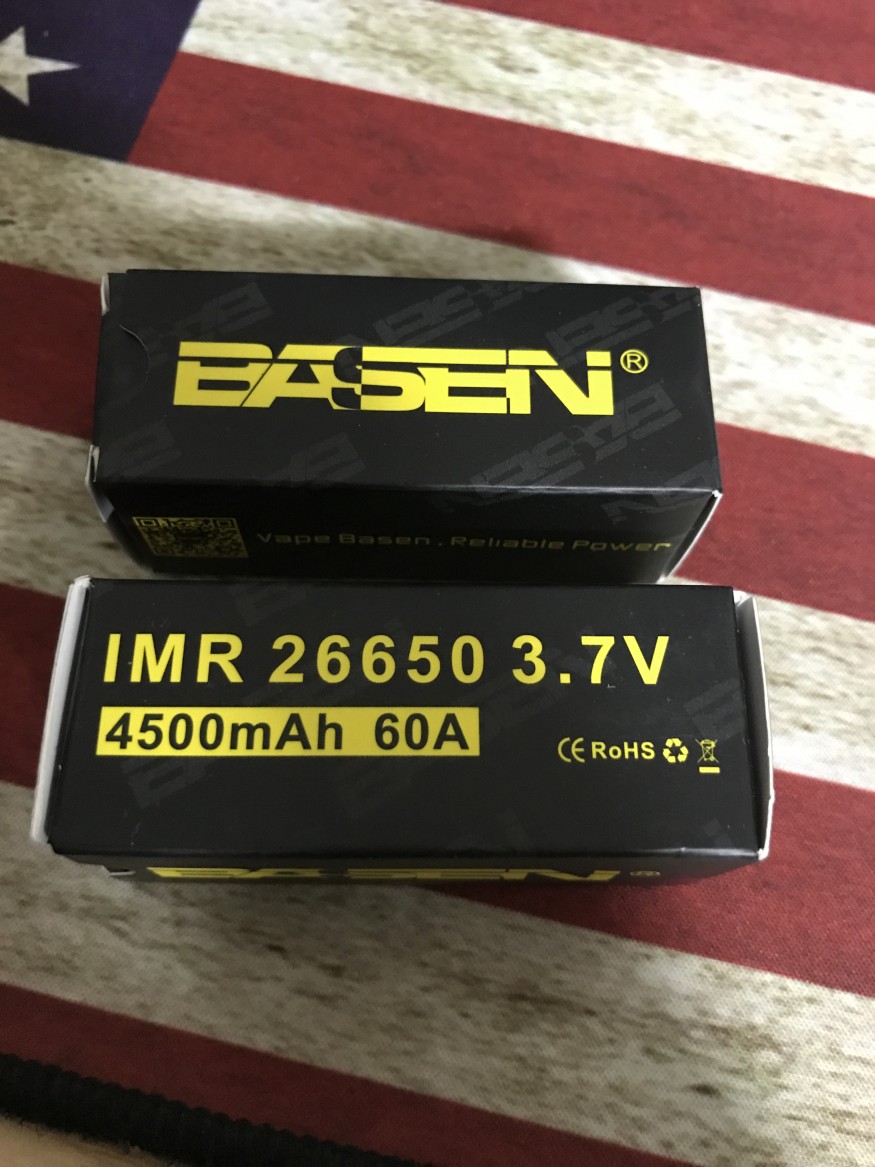 BASEN®
Vape Basen, Reliable Power
IMR 26650 3.7V
4500mAh 60A
CE RoHS
BASEN®